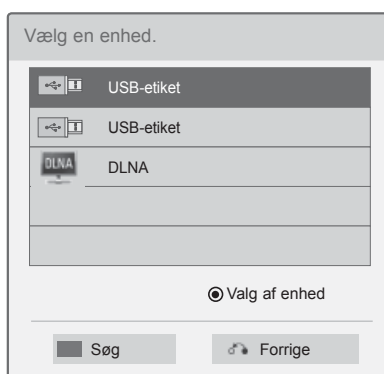 Vælg en enhed.
USB-etiket
USB-etiket
DLNA DLNA
Valg af enhed
Søg Forrige